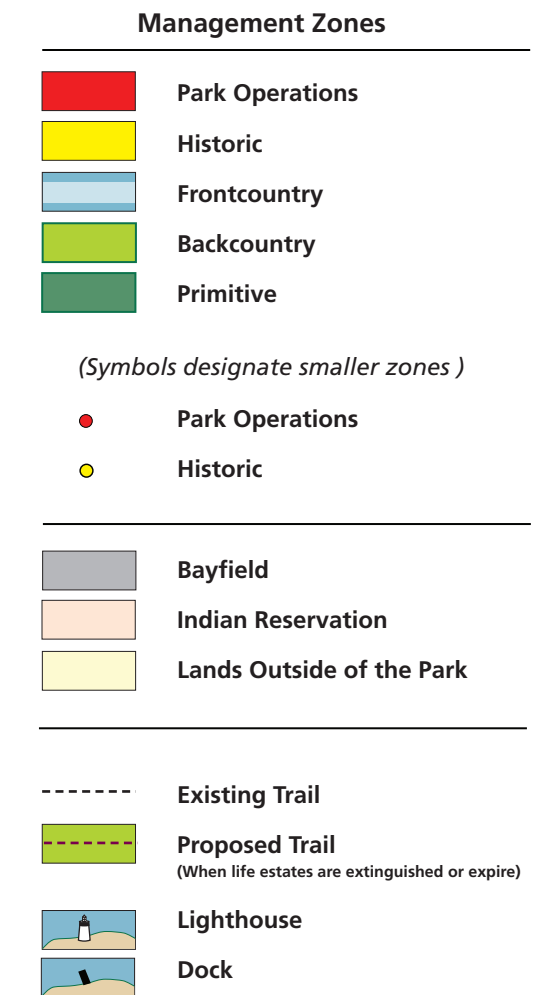 Management Zones
Park Operations
Historic
Frontcountry
Backcountry
Primitive
(Symbols designate smaller zones )
Park Operations
Historic
Bayfield
Indian Reservation
Lands Outside of the Park
Existing Trail
Proposed Trail
(When life estates are extinguished or expire)
Lighthouse
Dock